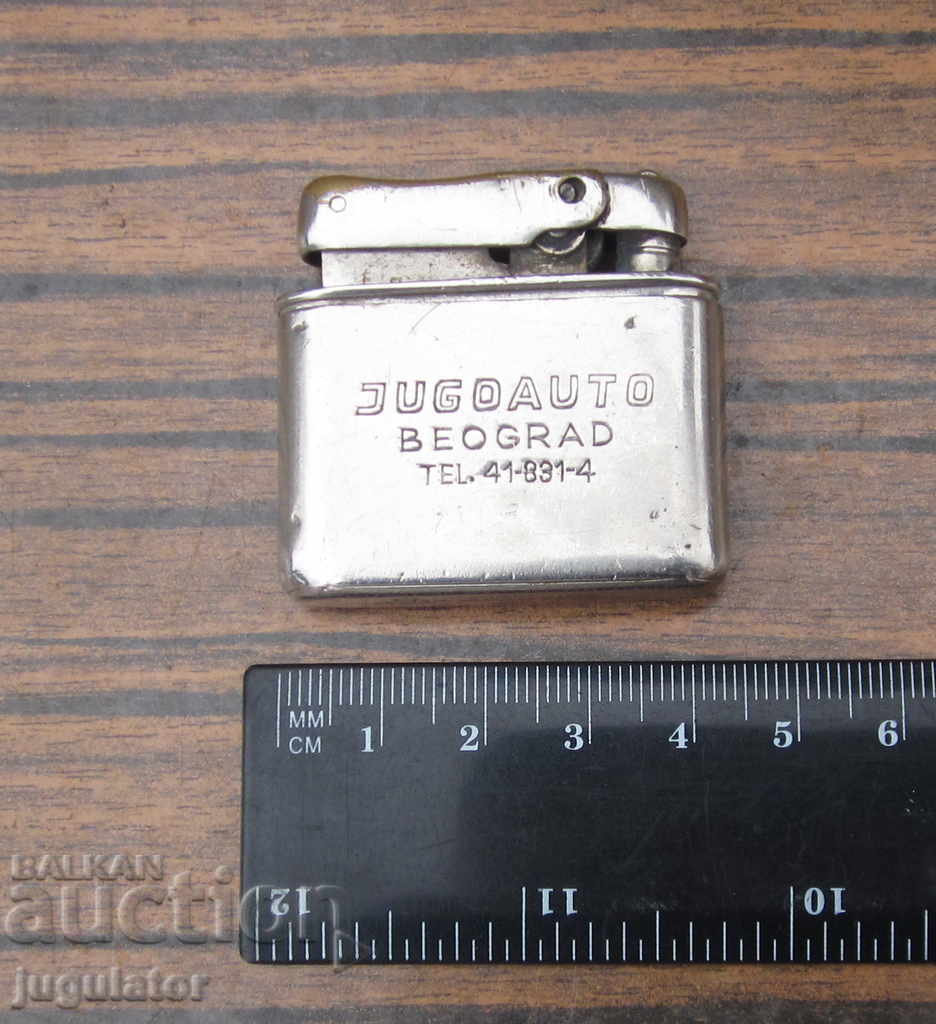 JUGOAUTO
BEOGRAD
TEL. 41-831-4
MM
CM
1 2 3 4 5 6
12 11 10
BALKAN
auction
jugulator